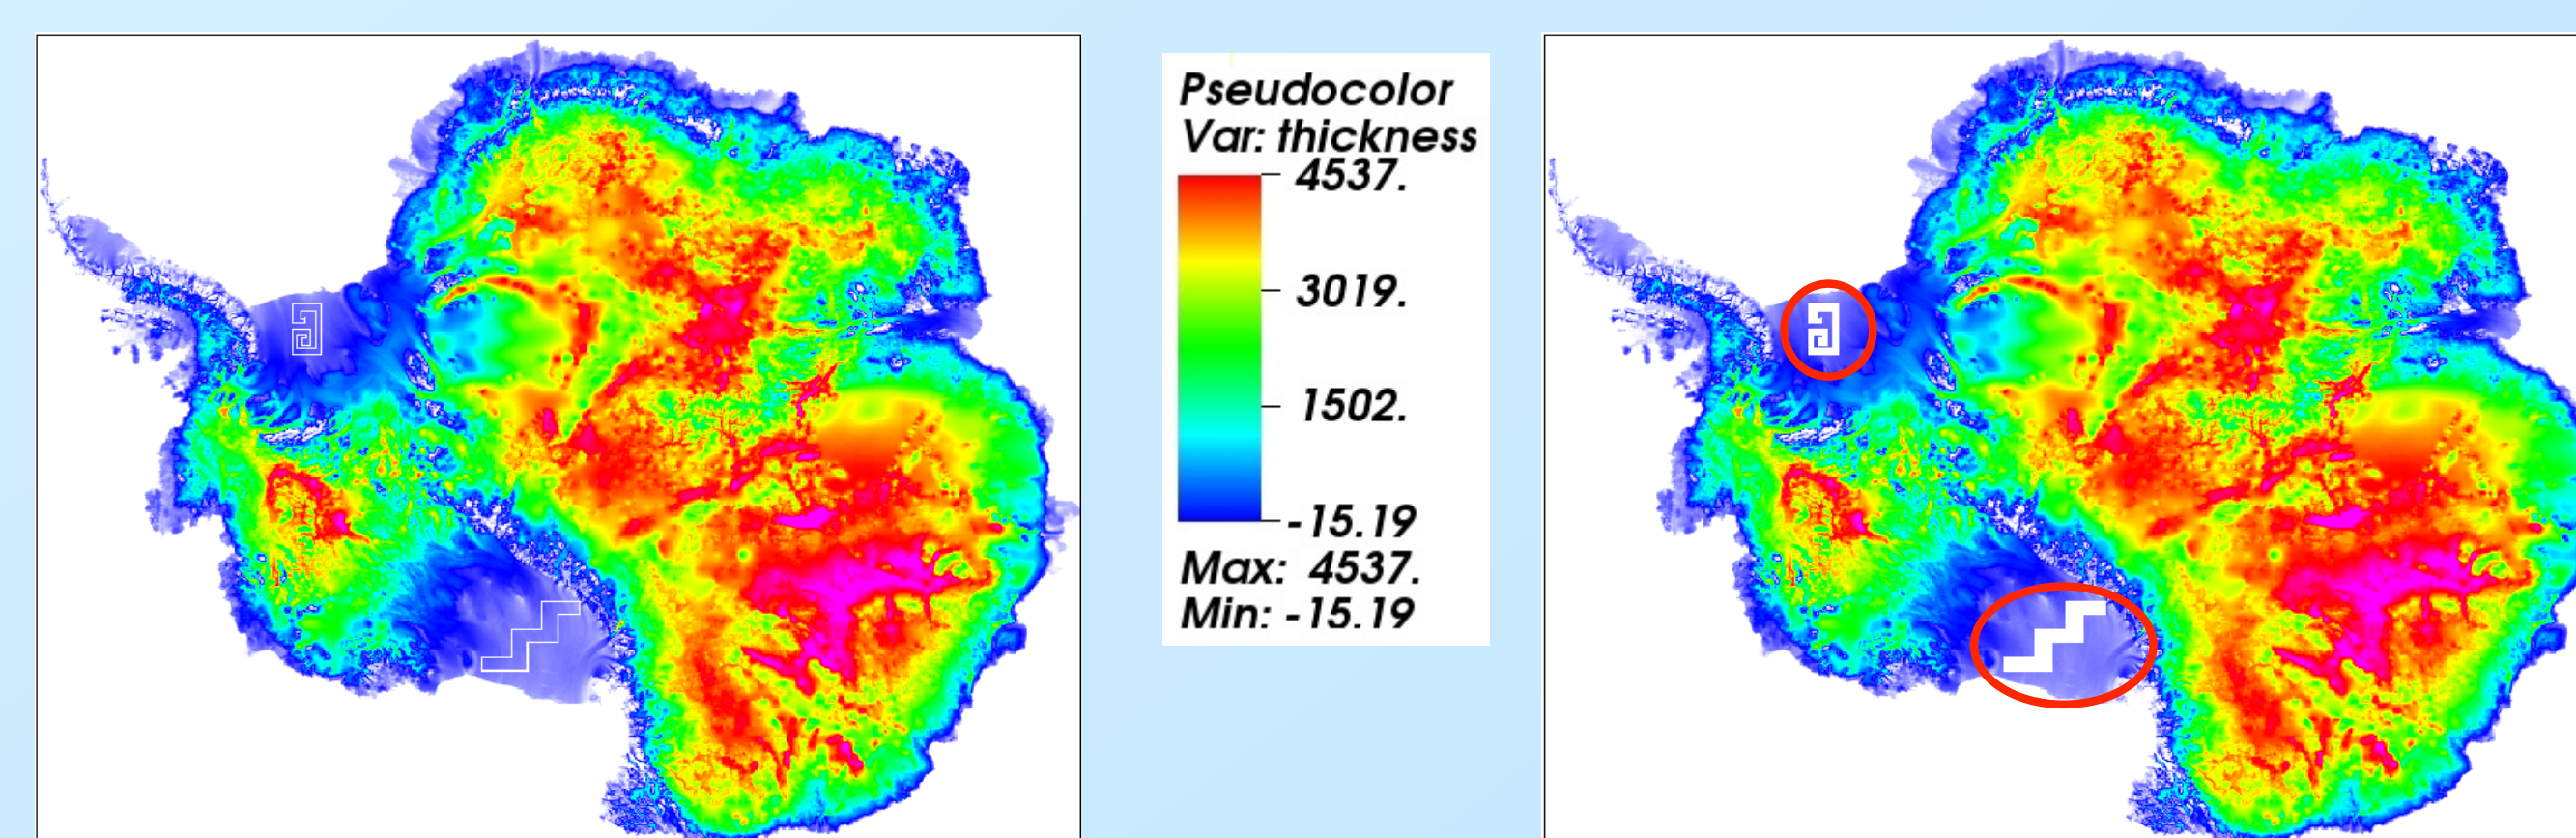 Pseudocolor
Var: thickness
4537.
3019.
1502.
-15.19
Max: 4537.
Min: -15.19